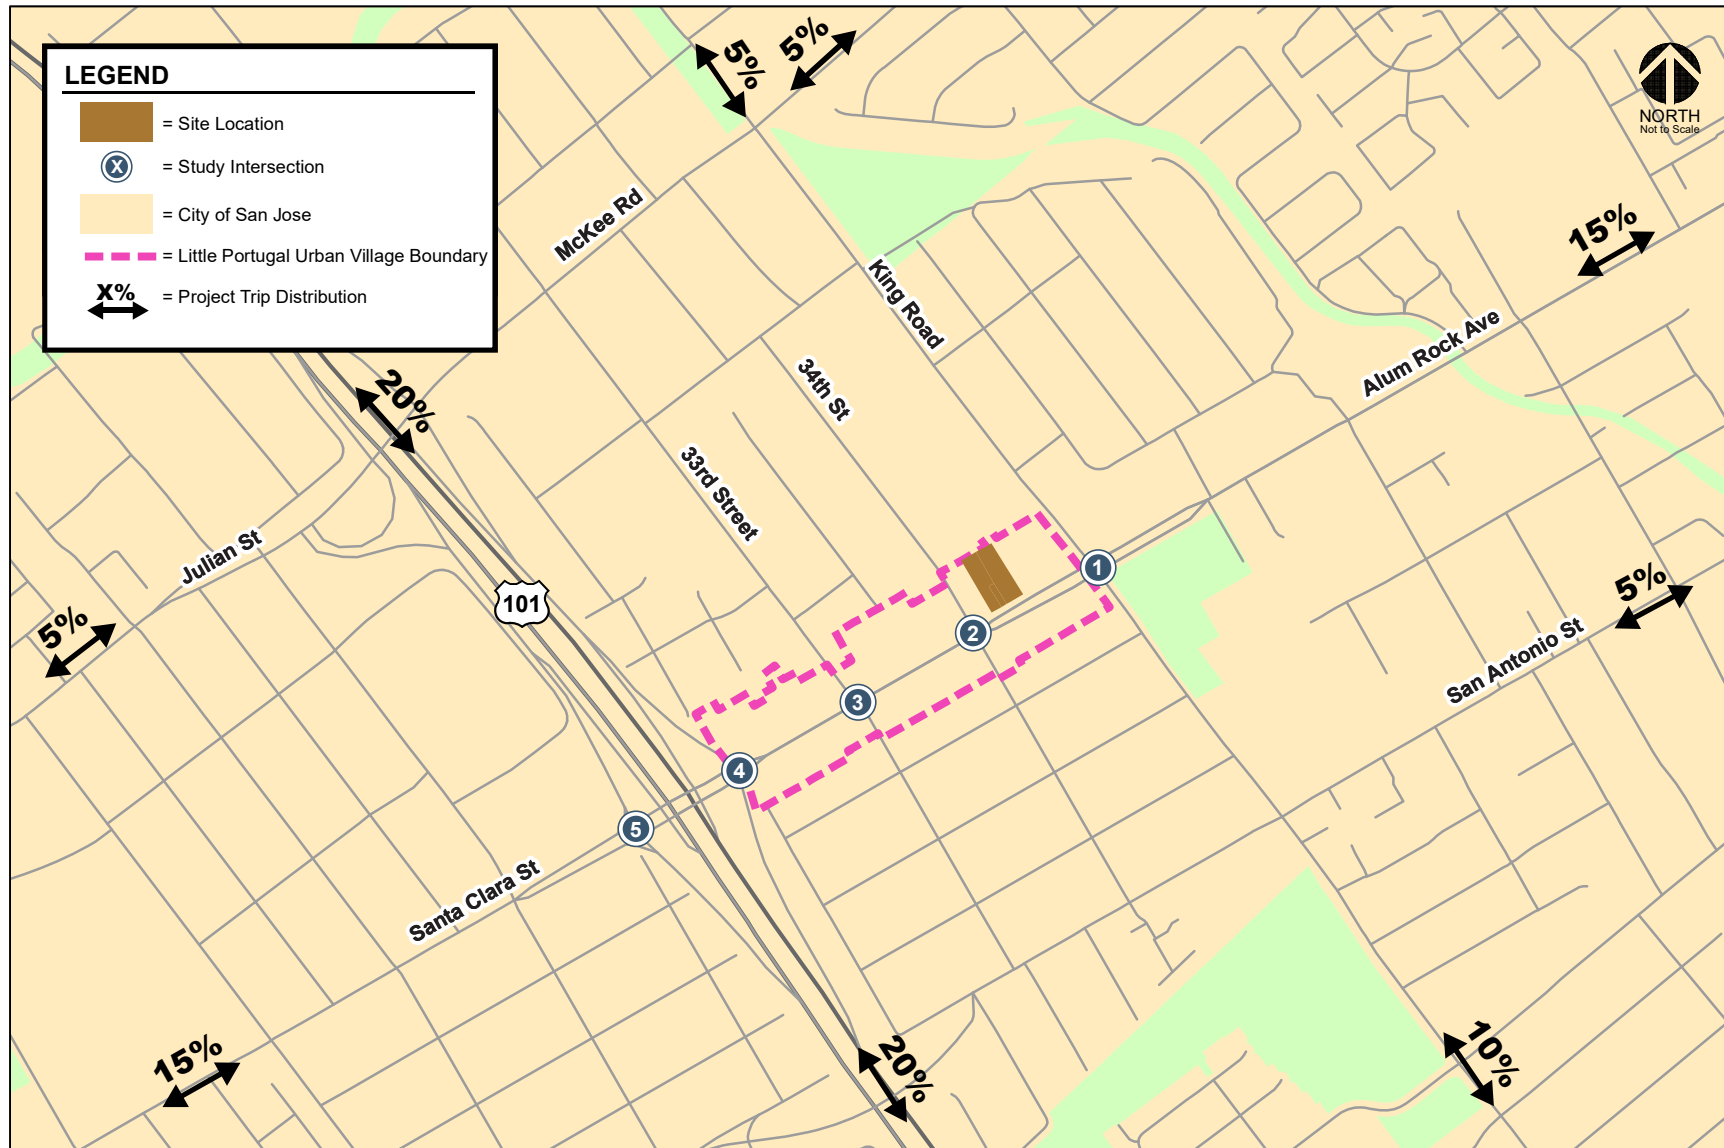 LEGEND
= Site Location
X
= Study Intersection
= City of San Jose
= Little Portugal Urban Village Boundary
X%
= Project Trip Distribution
5%
5%
NORTH
Not to Scale
McKee Rd
15%
King Road
Alum Rock Ave
34th St
20%
33rd Street
Julian St
101
1
5%
5%
2
San Antonio St
3
4
5
Santa Clara St
15%
20%
10%